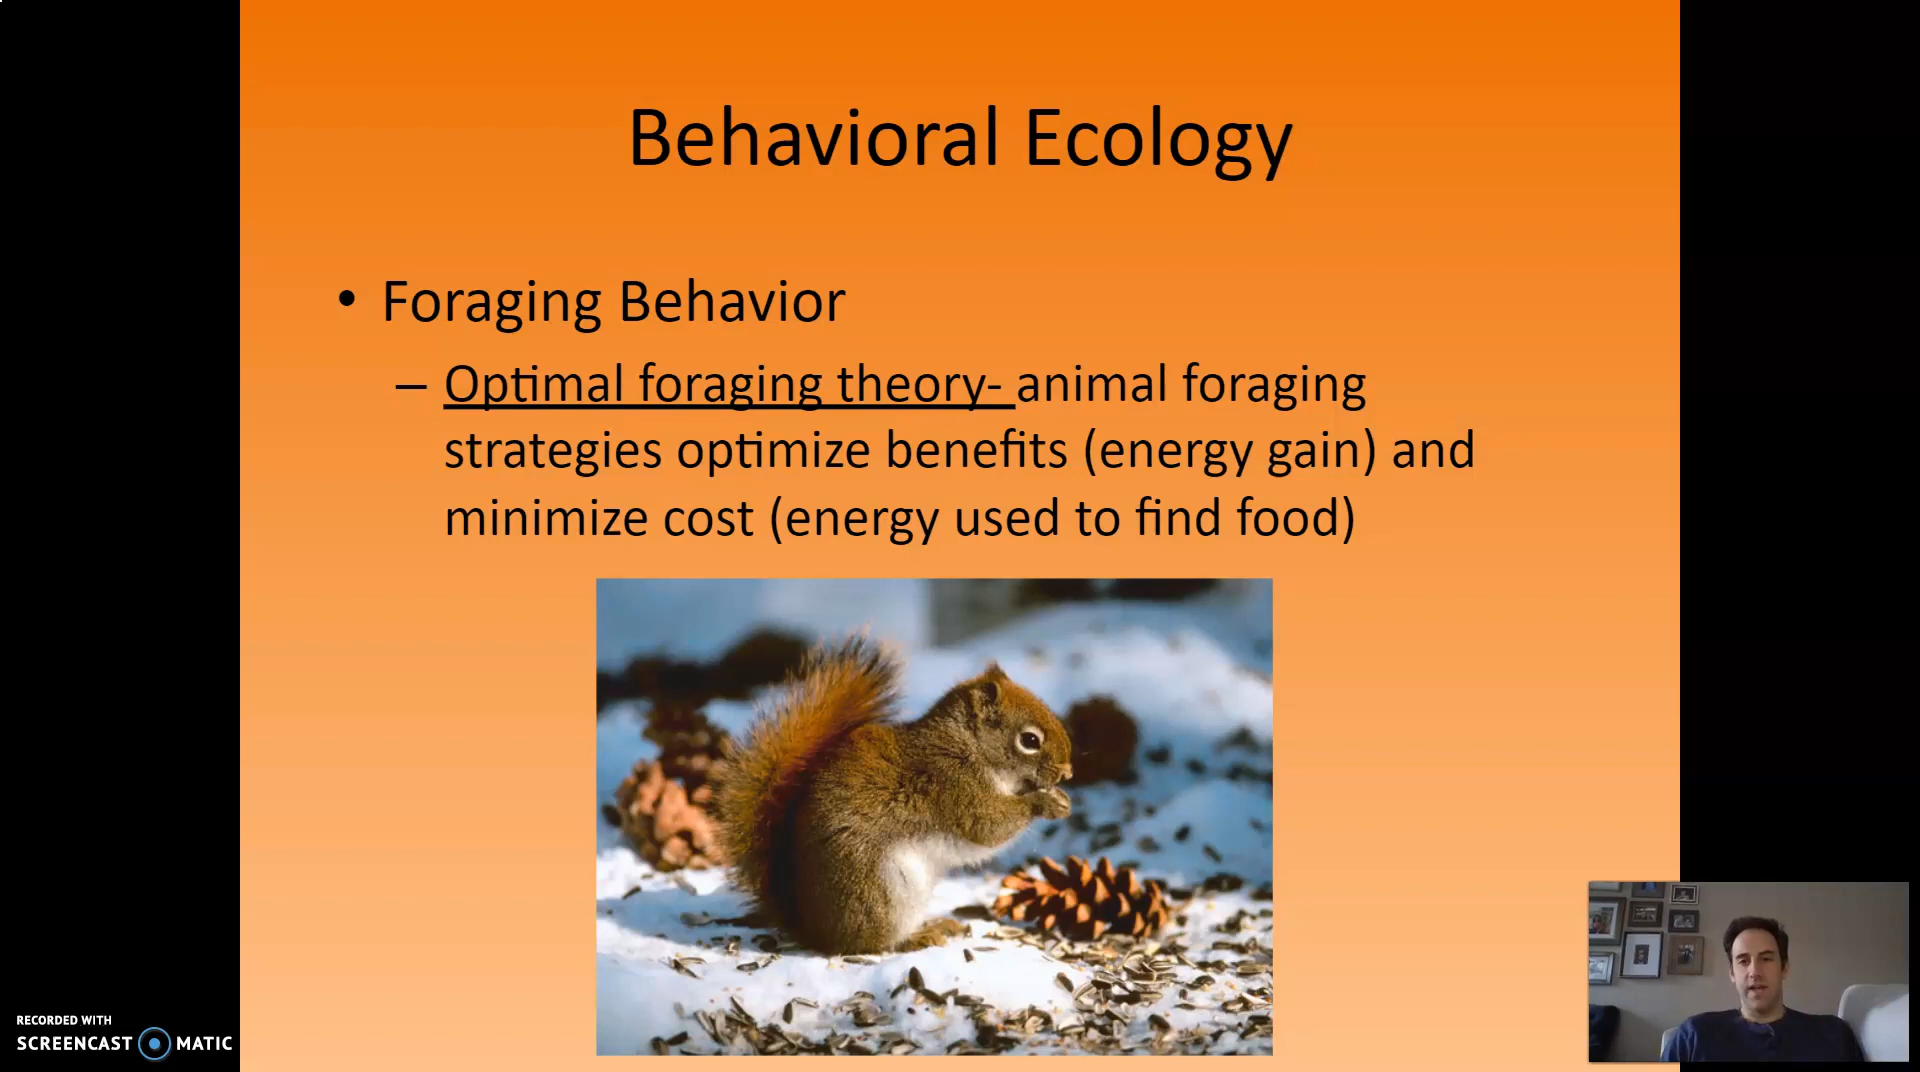 Behavioral Ecology
• Foraging Behavior
– Optimal foraging theory- animal foraging
strategies optimize benefits (energy gain) and
minimize cost (energy used to find food)
RECORDED WITH
SCREENCAST MATIC